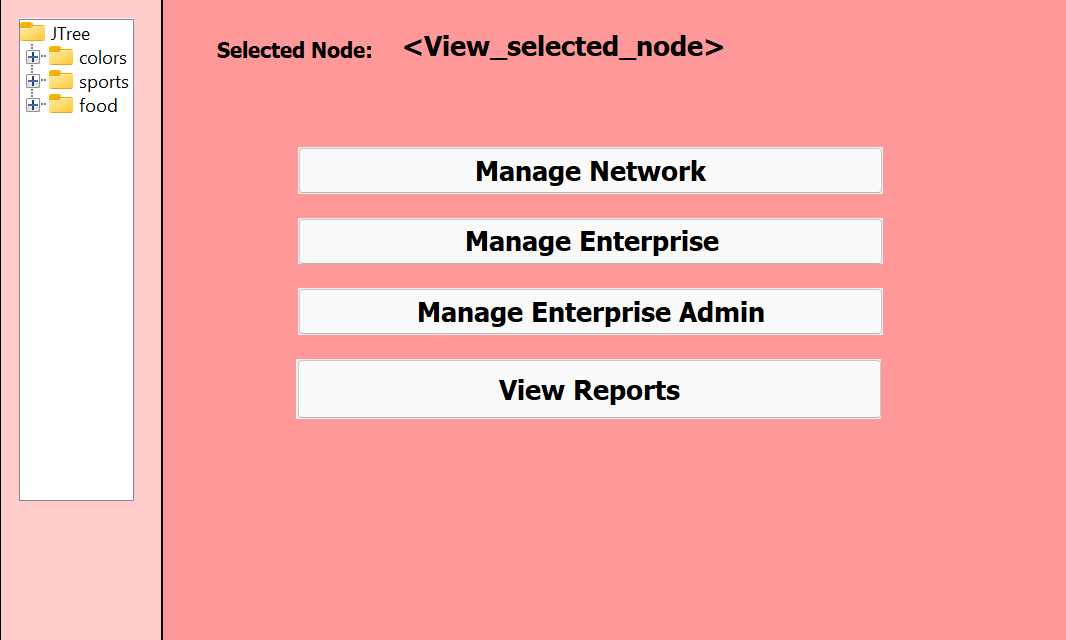 JTree
colors
sports
food
Selected Node: <View_selected_node>
Manage Network
Manage Enterprise
Manage Enterprise Admin
View Reports